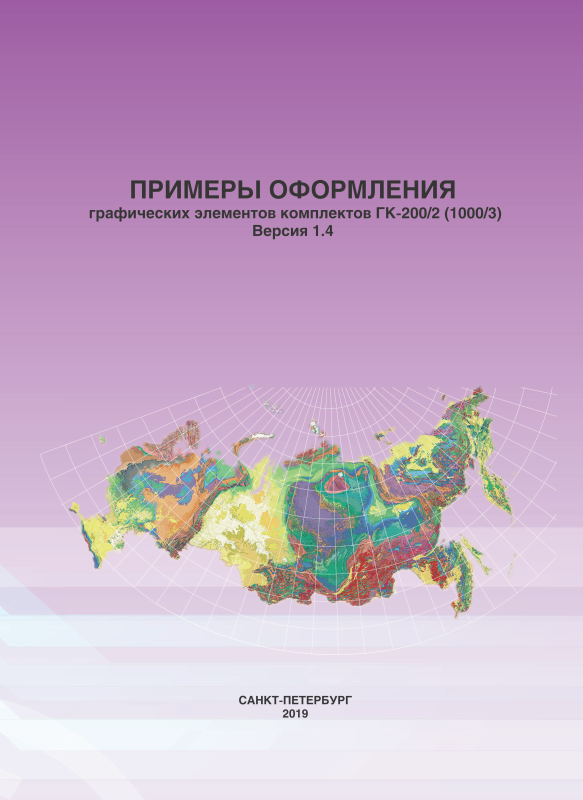 ПРИМЕРЫ ОФОРМЛЕНИЯ
графических элементов комплектов ГК-200/2 (1000/3)
Версия 1.4
САНКТ-ПЕТЕРБУРГ
2019